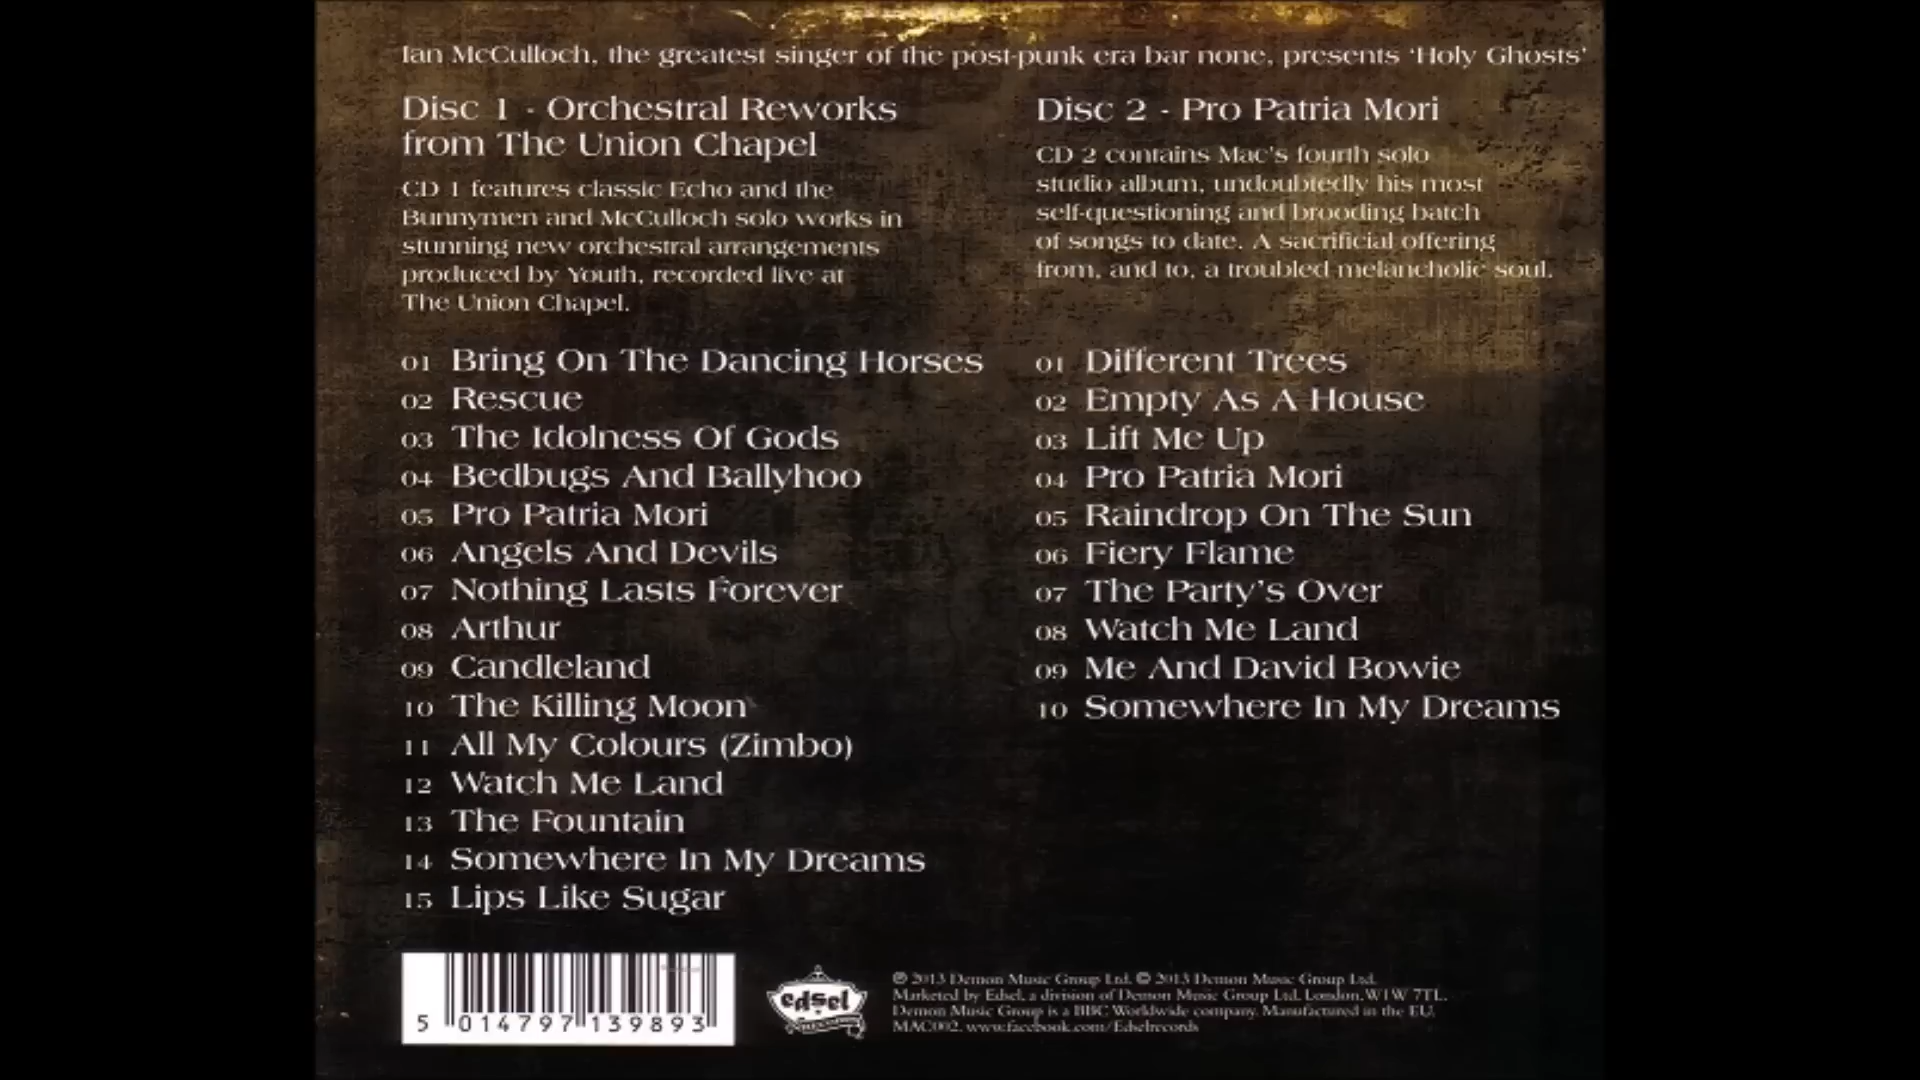 Ian McCulloch, the greatest singer of the post-punk era bar none, presents ‘Holy Ghosts’
Disc 1 - Orchestral Reworks
from The Union Chapel
CD 1 features classic Echo and the
Bunnymen and McCulloch solo works in
stunning new orchestral arrangements
produced by Youth, recorded live at
The Union Chapel.
01 Bring On The Dancing Horses
02 Rescue
03 The Idolness Of Gods
04 Bedbugs And Ballyhoo
05 Pro Patria Mori
06 Angels And Devils
07 Nothing Lasts Forever
08 Arthur
09 Candleland
10 The Killing Moon
11 All My Colours (Zimbo)
12 Watch Me Land
13 The Fountain
14 Somewhere In My Dreams
15 Lips Like Sugar
Disc 2 - Pro Patria Mori
CD 2 contains Mac's fourth solo
studio album, undoubtedly his most
self-questioning and brooding batch
of songs to date. A sacrificial offering
from, and to, a troubled melancholic soul.
01 Different Trees
02 Empty As A House
03 Lift Me Up
04 Pro Patria Mori
05 Raindrop On The Sun
06 Fiery Flame
07 The Party's Over
08 Watch Me Land
09 Me And David Bowie
10 Somewhere In My Dreams
5 014797 139893
edsel
℗ 2013 Demon Music Group Ltd. © 2013 Demon Music Group Ltd.
Marketed by Edsel, a division of Demon Music Group Ltd, London, W1W 7TL.
Demon Music Group is a BBC Worldwide company. Manufactured in the EU.
MAC002. www.facebook.com/Edselrecords